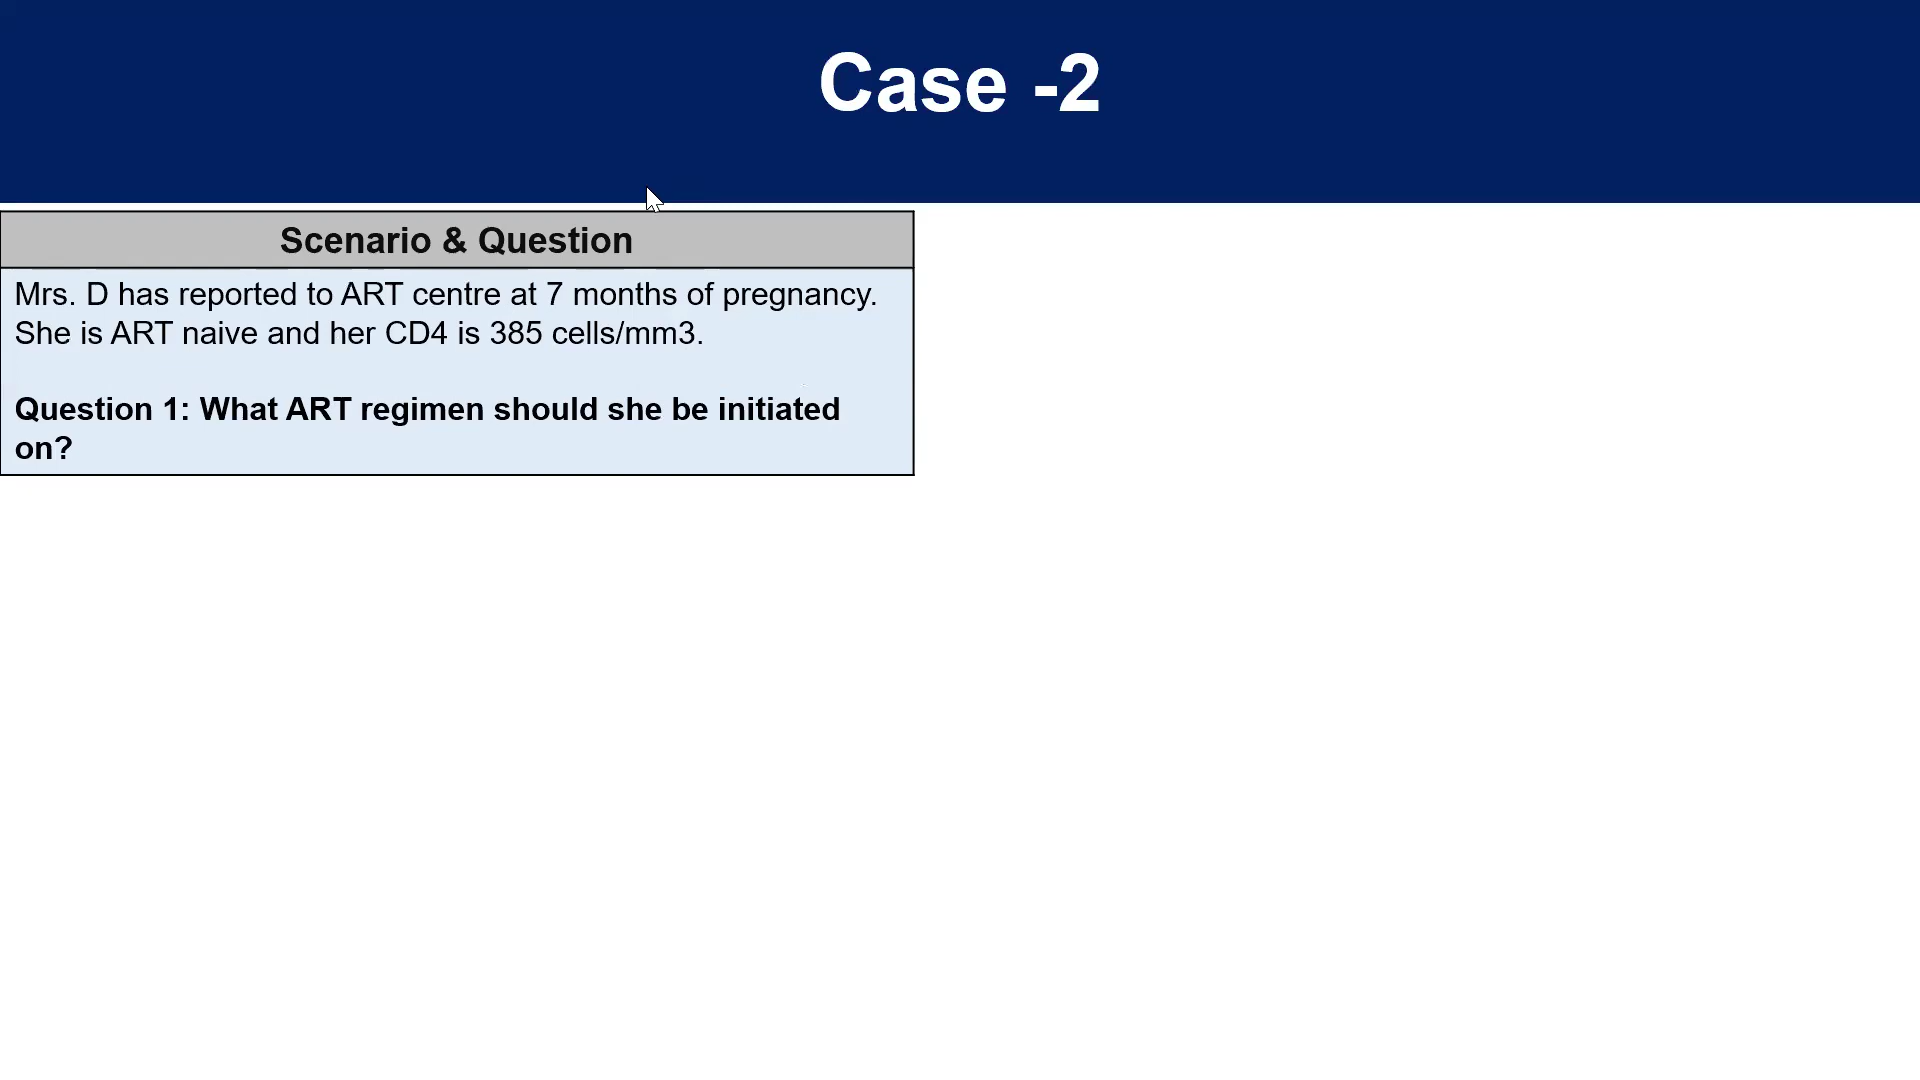 Case -2
Scenario & Question
Mrs. D has reported to ART centre at 7 months of pregnancy.
She is ART naive and her CD4 is 385 cells/mm3.
Question 1: What ART regimen should she be initiated
on?